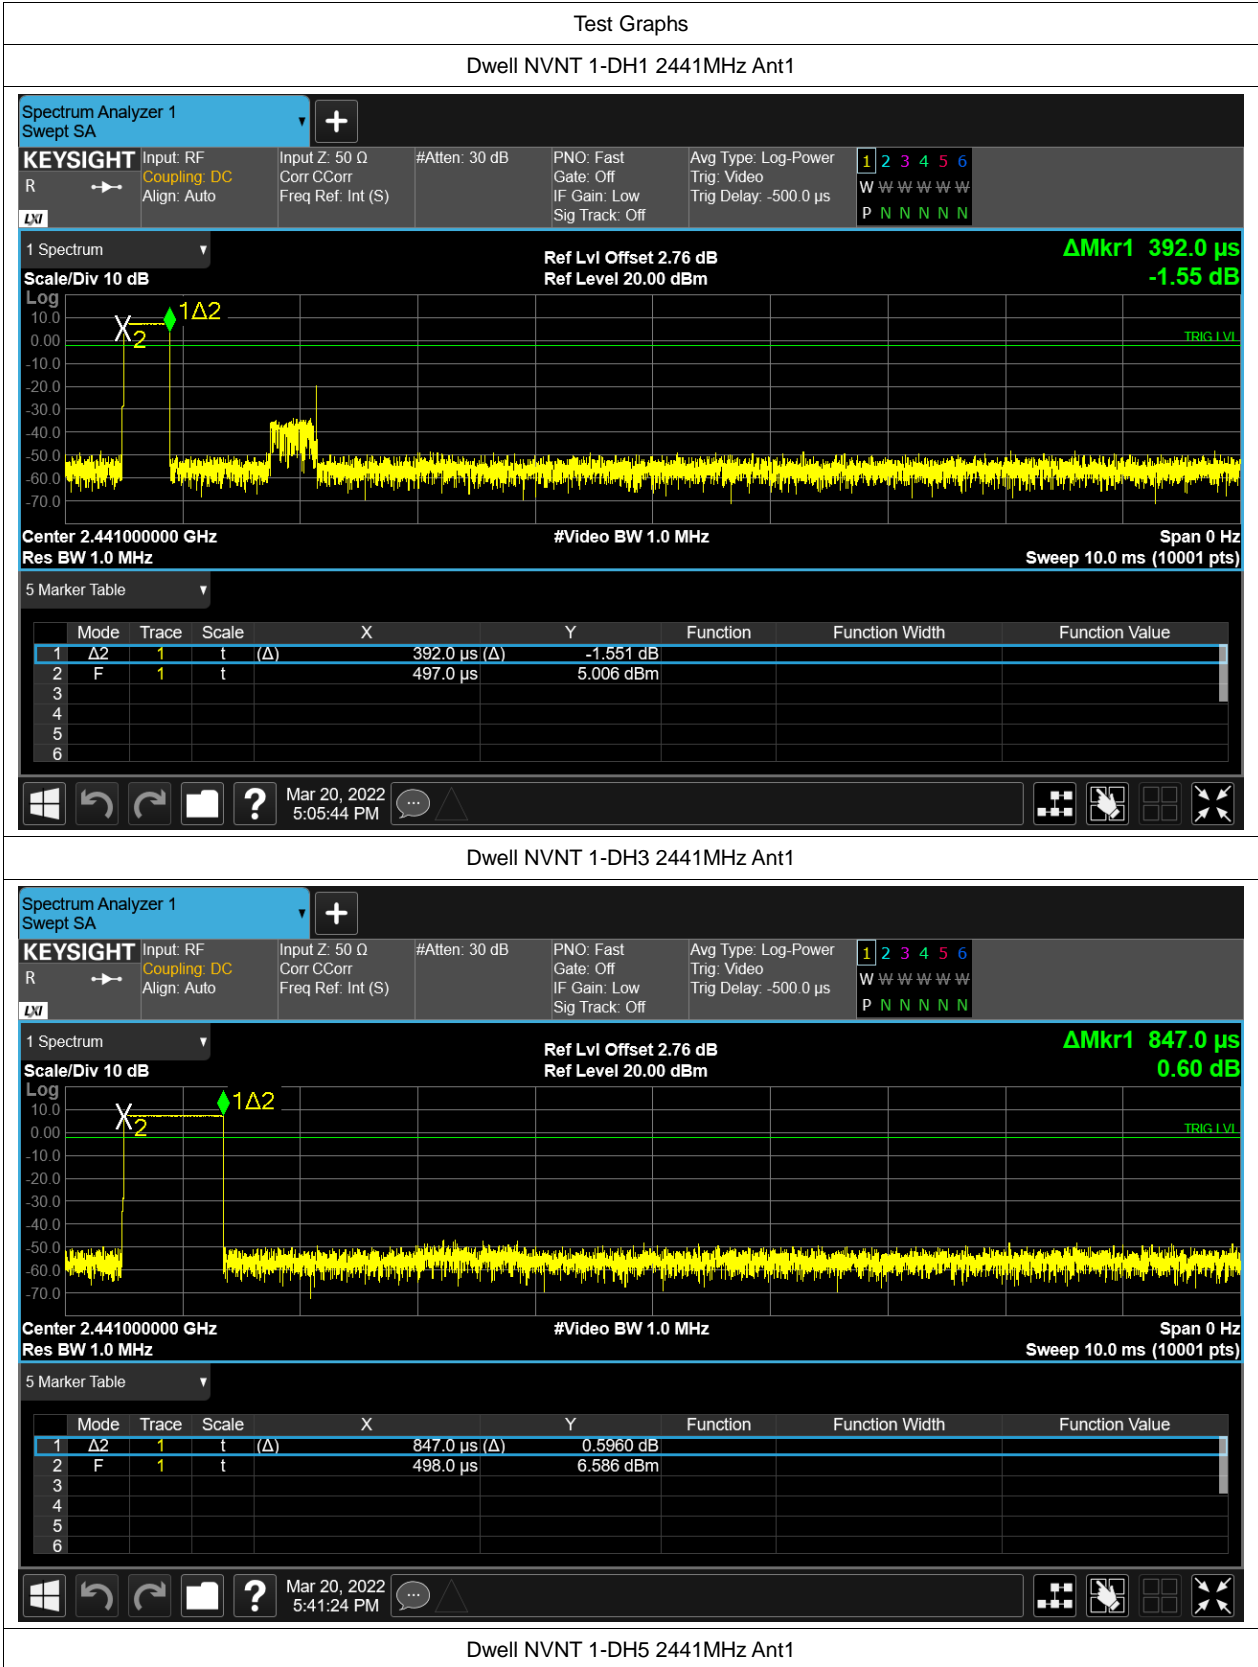 Test Graphs
Dwell NVNT 1-DH1 2441MHz Ant1
Spectrum Analyzer 1
Swept SA
KEYSIGHT Input: RF Input Z: 50 Ω #Atten: 30 dB PNO: Fast Avg Type: Log-Power 1 2 3 4 5 6
R Coupling: DC Corr CCorr Gate: Off Trig: Video W W W W W W
Align: Auto Freq Ref: Int (S) IF Gain: Low Trig Delay: -500.0 µs
LXI Sig Track: Off P N N N N N
1 Spectrum Ref Lvl Offset 2.76 dB ΔMkr1 392.0 µs
Scale/Div 10 dB Ref Level 20.00 dBm -1.55 dB
Log
1Δ2
10.0
2
0.00 TRIG LVL
-10.0
-20.0
-30.0
-40.0
-50.0
-60.0
-70.0
Center 2.441000000 GHz #Video BW 1.0 MHz Span 0 Hz
Res BW 1.0 MHz Sweep 10.0 ms (10001 pts)
5 Marker Table
Mode Trace Scale X Y Function Function Width Function Value
1 Δ2 1 t (Δ) 392.0 µs (Δ) -1.551 dB
2 F 1 t 497.0 µs 5.006 dBm
3
4
5
6
? Mar 20, 2022
5:05:44 PM
Dwell NVNT 1-DH3 2441MHz Ant1
Spectrum Analyzer 1
Swept SA
KEYSIGHT Input: RF Input Z: 50 Ω #Atten: 30 dB PNO: Fast Avg Type: Log-Power 1 2 3 4 5 6
R Coupling: DC Corr CCorr Gate: Off Trig: Video W W W W W W
Align: Auto Freq Ref: Int (S) IF Gain: Low Trig Delay: -500.0 µs
LXI Sig Track: Off P N N N N N
1 Spectrum Ref Lvl Offset 2.76 dB ΔMkr1 847.0 µs
Scale/Div 10 dB Ref Level 20.00 dBm 0.60 dB
Log
1Δ2
10.0
2
0.00 TRIG LVL
-10.0
-20.0
-30.0
-40.0
-50.0
-60.0
-70.0
Center 2.441000000 GHz #Video BW 1.0 MHz Span 0 Hz
Res BW 1.0 MHz Sweep 10.0 ms (10001 pts)
5 Marker Table
Mode Trace Scale X Y Function Function Width Function Value
1 Δ2 1 t (Δ) 847.0 µs (Δ) 0.5960 dB
2 F 1 t 498.0 µs 6.586 dBm
3
4
5
6
? Mar 20, 2022
5:41:24 PM
Dwell NVNT 1-DH5 2441MHz Ant1